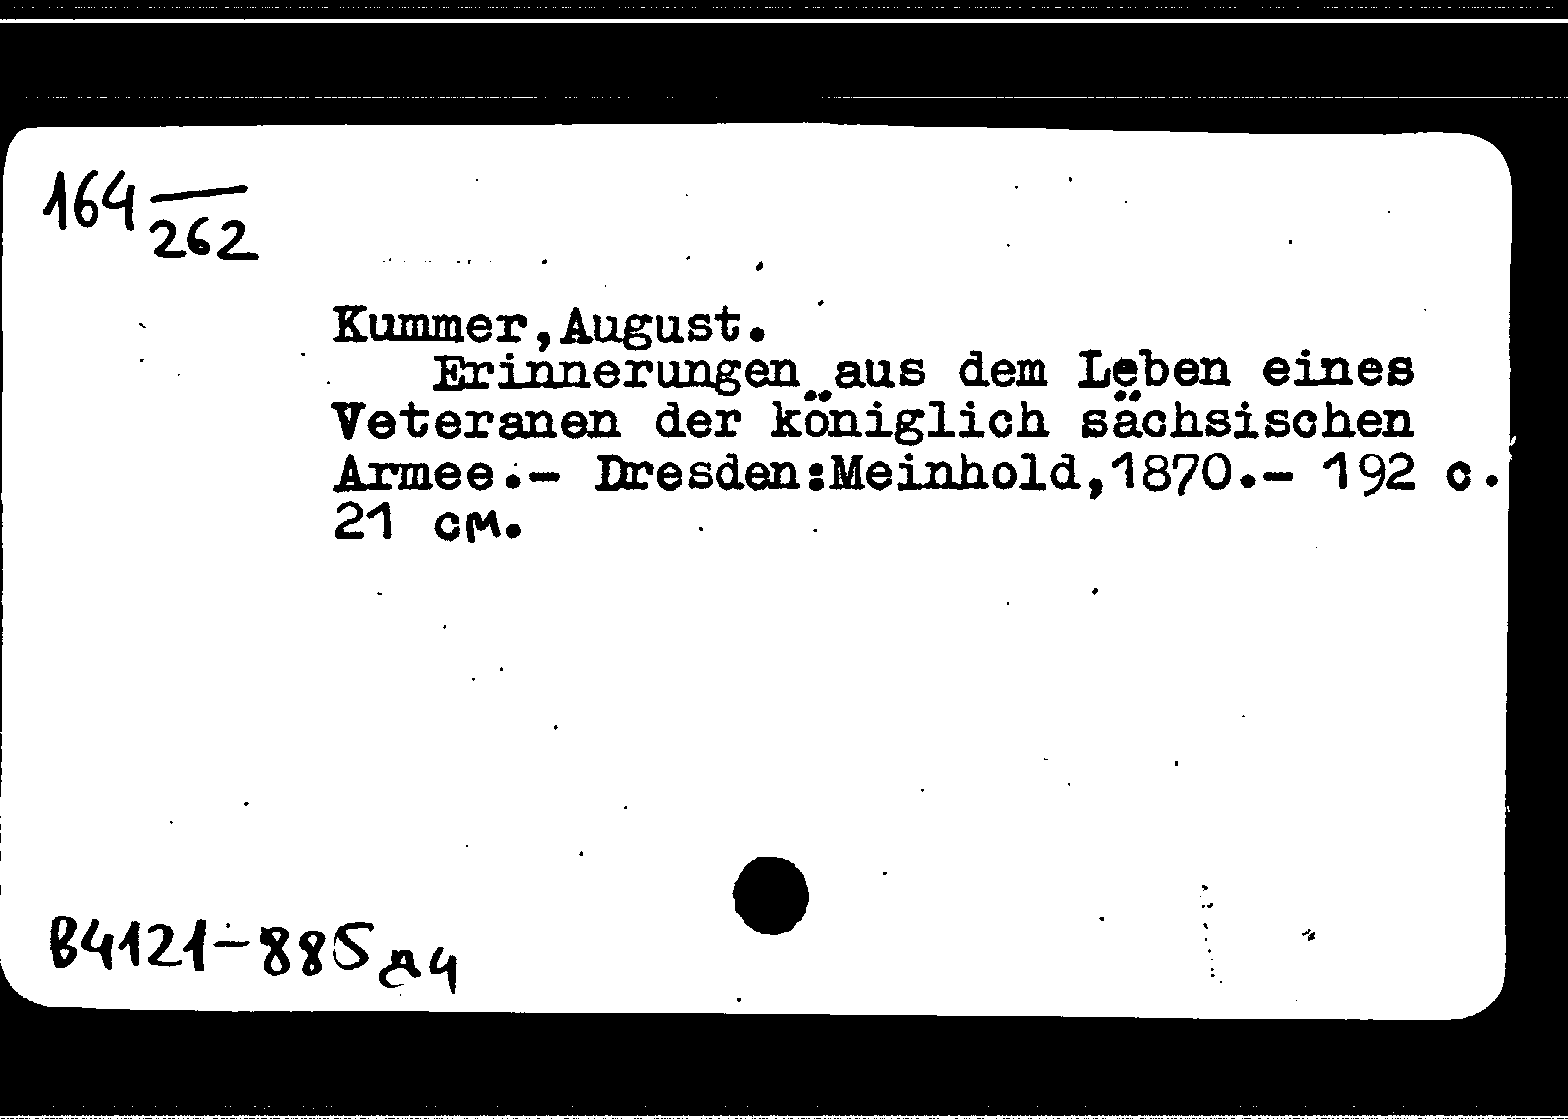 164
262
Kummer,August.
Erinnerungen aus dem Leben eines
Veteranen der königlich sächsischen
Armee.- Dresden:Meinhold,1870.- 192 с.
21 см.
B4121-885